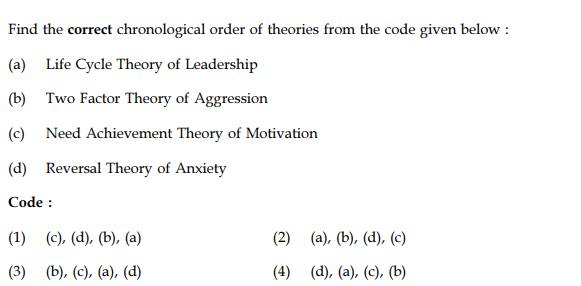 Find the correct chronological order of theories from the code given below :
(a) Life Cycle Theory of Leadership
(b) Two Factor Theory of Aggression
(c) Need Achievement Theory of Motivation
(d) Reversal Theory of Anxiety
Code :
(1) (c), (d), (b), (a) (2) (a), (b), (d), (c)
(3) (b), (c), (a), (d) (4) (d), (a), (c), (b)